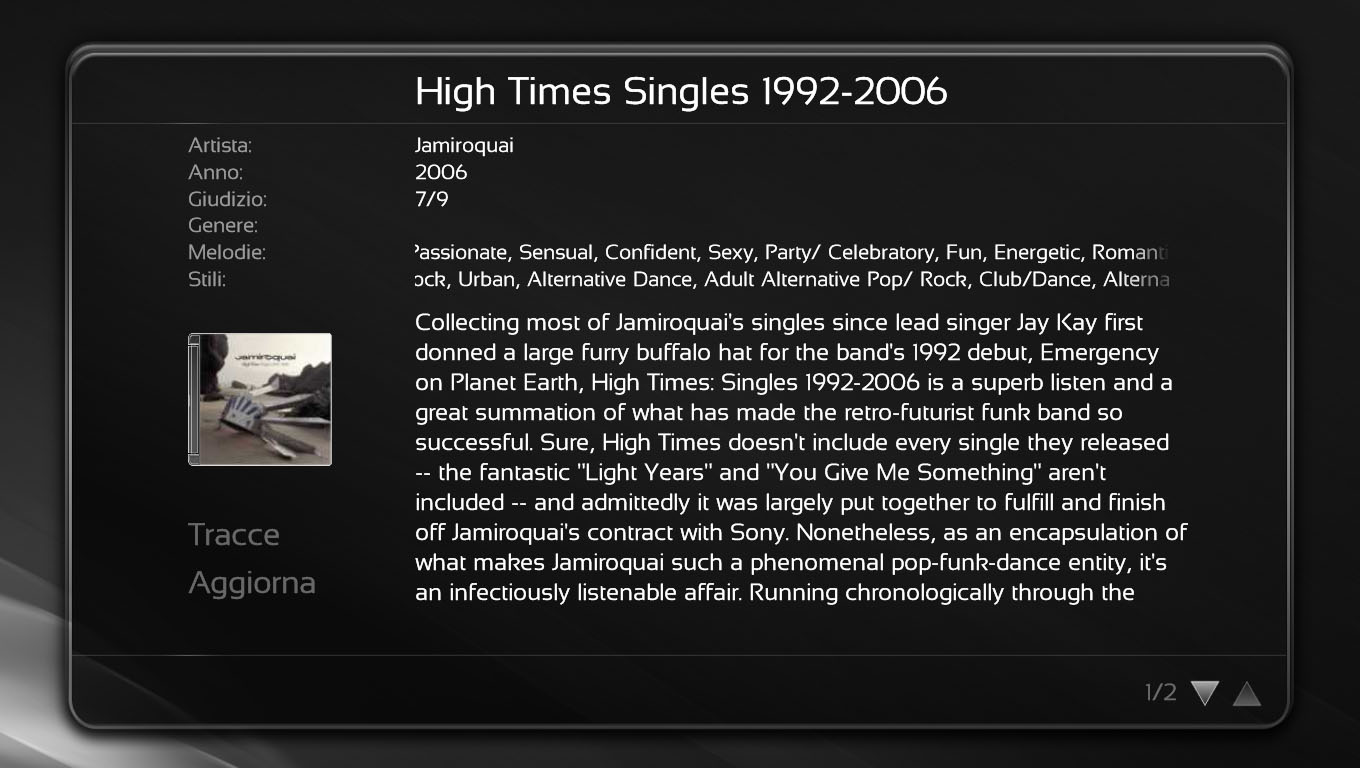 High Times Singles 1992-2006
Artista: Jamiroquai
Anno: 2006
Giudizio: 7/9
Genere:
Melodie: Passionate, Sensual, Confident, Sexy, Party/ Celebratory, Fun, Energetic, Romanti
Stili: ock, Urban, Alternative Dance, Adult Alternative Pop/ Rock, Club/Dance, Alterna
Collecting most of Jamiroquai's singles since lead singer Jay Kay first
donned a large furry buffalo hat for the band's 1992 debut, Emergency
on Planet Earth, High Times: Singles 1992-2006 is a superb listen and a
great summation of what has made the retro-futurist funk band so
successful. Sure, High Times doesn't include every single they released
-- the fantastic "Light Years" and "You Give Me Something" aren't
included -- and admittedly it was largely put together to fulfill and finish
off Jamiroquai's contract with Sony. Nonetheless, as an encapsulation of
what makes Jamiroquai such a phenomenal pop-funk-dance entity, it's
an infectiously listenable affair. Running chronologically through the
jamiroquai
Tracce
Aggiorna
1/2